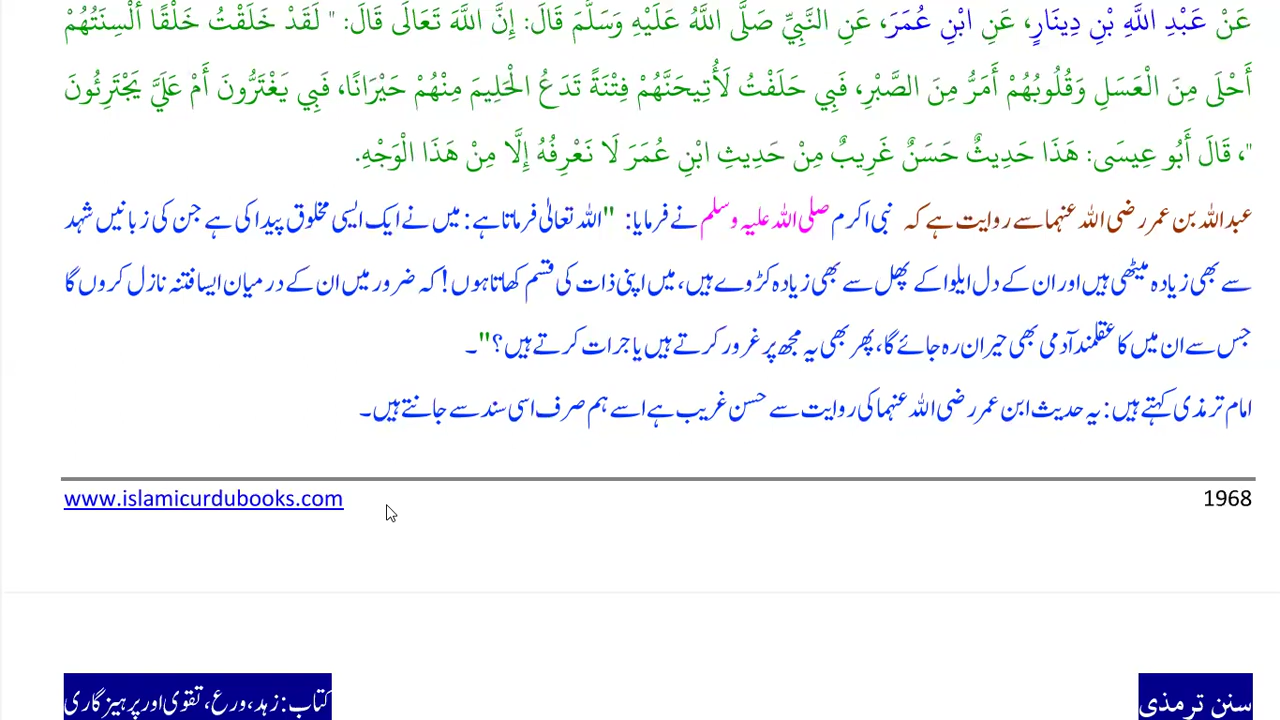 عَنْ عَبْدِ اللَّهِ بْنِ دِينَارٍ، عَنِ ابْنِ عُمَرَ، عَنِ النَّبِيِّ صَلَّى اللَّهُ عَلَيْهِ وَسَلَّمَ قَالَ: إِنَّ اللَّهَ تَعَالَى قَالَ: " لَقَدْ خَلَقْتُ خَلْقًا أَلْسِنَتُهُمْ
أَحْلَى مِنَ الْعَسَلِ وَقُلُوبُهُمْ أَمَرُّ مِنَ الصَّبْرِ، فَبِي حَلَفْتُ لَأُتِيحَنَّهُمْ فِتْنَةً تَدَعُ الْحَلِيمَ مِنْهُمْ حَيْرَانًا، فَبِي يَغْتَرُّونَ أَمْ عَلَيَّ يَجْتَرِئُونَ
"، قَالَ أَبُو عِيسَى: هَذَا حَدِيثٌ حَسَنٌ غَرِيبٌ مِنْ حَدِيثِ ابْنِ عُمَرَ لَا نَعْرِفُهُ إِلَّا مِنْ هَذَا الْوَجْهِ.
عبداللہ بن عمر رضی اللہ عنہما سے روایت ہے کہ نبی اکرم صلی اللہ علیہ وسلم نے فرمایا: "اللہ تعالیٰ فرماتا ہے: میں نے ایک ایسی مخلوق پیدا کی ہے جن کی زبانیں شہد
سے بھی زیادہ میٹھی ہیں اور ان کے دل ایلوا کے پھل سے بھی زیادہ کڑوے ہیں، میں اپنی ذات کی قسم کھاتا ہوں! کہ ضرور میں ان کے درمیان ایسا فتنہ نازل کروں گا
جس سے ان میں کا عقلمند آدمی بھی حیران رہ جائے گا، پھر بھی یہ مجھ پر غرور کرتے ہیں یا جرات کرتے ہیں؟"۔
امام ترمذی کہتے ہیں: یہ حدیث ابن عمر رضی اللہ عنہما کی روایت سے حسن غریب ہے اسے ہم صرف اسی سند سے جانتے ہیں۔
www.islamicurdubooks.com 1968
سنن ترمذی کتاب: زہد، ورع، تقوی اور پرہیزگاری